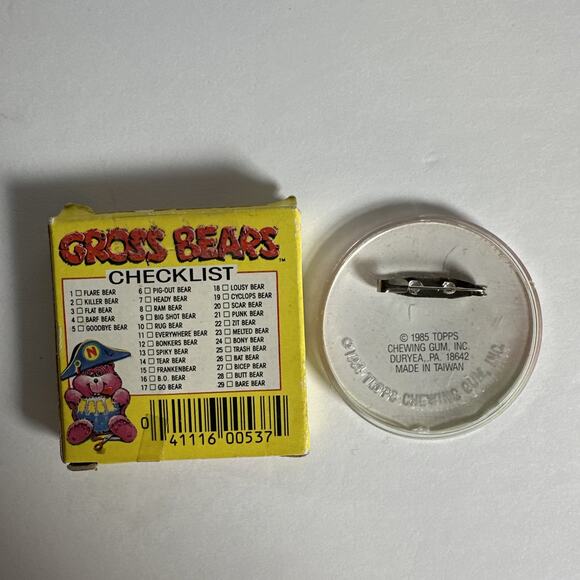 GROSS BEARS™
CHECKLIST
1 FLARE BEAR
2 KILLER BEAR
3 FLAT BEAR
4 BARF BEAR
5 GOODBYE BEAR
6 PIG-OUT BEAR
7 HEADY BEAR
8 RAM BEAR
9 BIG SHOT BEAR
10 RUG BEAR
11 EVERYWHERE BEAR
12 BONKERS BEAR
13 SPIKY BEAR
14 TEAR BEAR
15 FRANKENBEAR
16 B.O. BEAR
17 GO BEAR
18 LOUSY BEAR
19 CYCLOPS BEAR
20 SCAR BEAR
21 PUNK BEAR
22 ZIT BEAR
23 MELTED BEAR
24 BONY BEAR
25 TRASH BEAR
26 BAT BEAR
27 BICEP BEAR
28 BUTT BEAR
29 BARE BEAR
N
0 41116 00537
© 1985 TOPPS
CHEWING GUM, INC.
DURYEA, PA. 18642
MADE IN TAIWAN
TOPPS CHEWING GUM, INC.